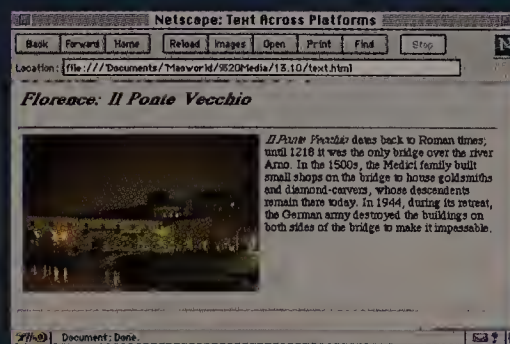 Netscape: Text Across Platforms
Back Forward Home Reload Images Open Print Find Stop
N
Location: file:///Documents/Macworld/%20Media/13.10/text.html
Florence: Il Ponte Vecchio
Il Ponte Vecchio dates back to Roman times;
until 1218 it was the only bridge over the river
Arno. In the 1500s, the Medici family built
small shops on the bridge to house goldsmiths
and diamond-carvers, whose descendents
remain there today. In 1944, during its retreat,
the German army destroyed the buildings on
both sides of the bridge to make it impassable.
Document: Done.
?